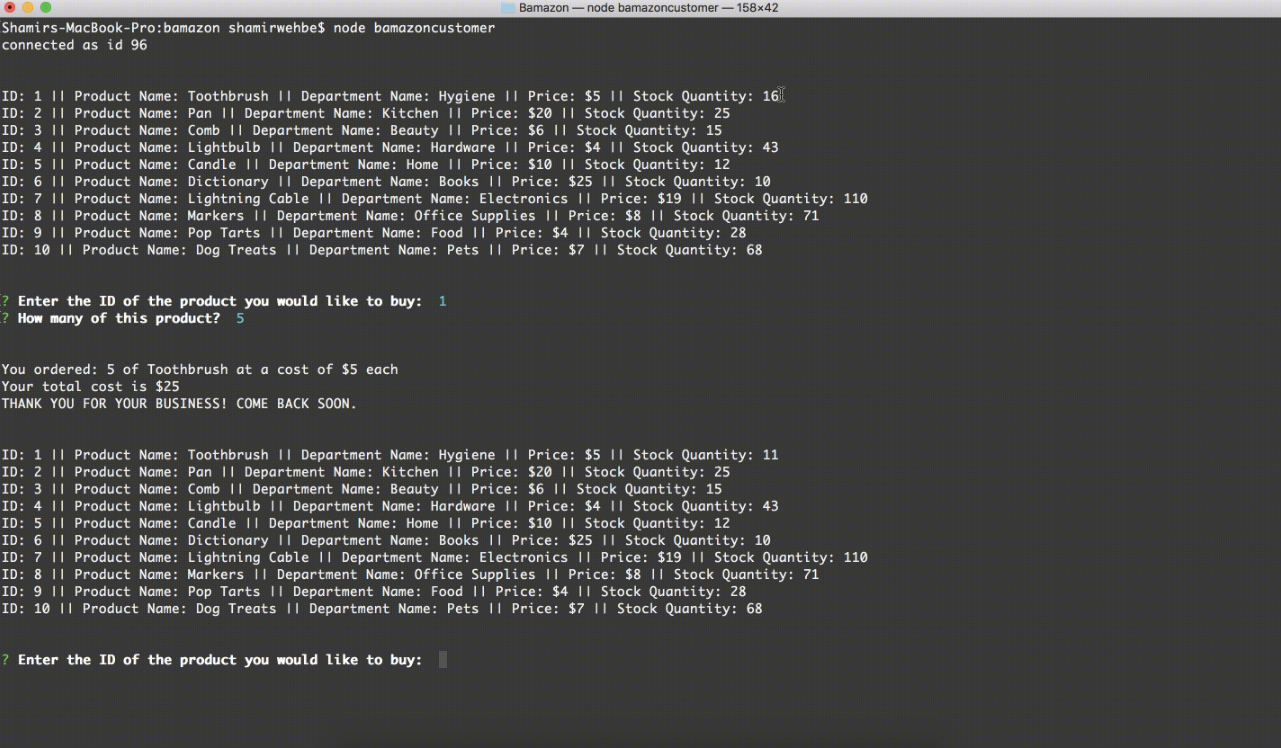 Bamazon — node bamazoncustomer — 158×42
Shamirs-MacBook-Pro:bamazon shamirwehbe$ node bamazoncustomer
connected as id 96
ID: 1 || Product Name: Toothbrush || Department Name: Hygiene || Price: $5 || Stock Quantity: 16
ID: 2 || Product Name: Pan || Department Name: Kitchen || Price: $20 || Stock Quantity: 25
ID: 3 || Product Name: Comb || Department Name: Beauty || Price: $6 || Stock Quantity: 15
ID: 4 || Product Name: Lightbulb || Department Name: Hardware || Price: $4 || Stock Quantity: 43
ID: 5 || Product Name: Candle || Department Name: Home || Price: $10 || Stock Quantity: 12
ID: 6 || Product Name: Dictionary || Department Name: Books || Price: $25 || Stock Quantity: 10
ID: 7 || Product Name: Lightning Cable || Department Name: Electronics || Price: $19 || Stock Quantity: 110
ID: 8 || Product Name: Markers || Department Name: Office Supplies || Price: $8 || Stock Quantity: 71
ID: 9 || Product Name: Pop Tarts || Department Name: Food || Price: $4 || Stock Quantity: 28
ID: 10 || Product Name: Dog Treats || Department Name: Pets || Price: $7 || Stock Quantity: 68
? Enter the ID of the product you would like to buy: 1
? How many of this product? 5
You ordered: 5 of Toothbrush at a cost of $5 each
Your total cost is $25
THANK YOU FOR YOUR BUSINESS! COME BACK SOON.
ID: 1 || Product Name: Toothbrush || Department Name: Hygiene || Price: $5 || Stock Quantity: 11
ID: 2 || Product Name: Pan || Department Name: Kitchen || Price: $20 || Stock Quantity: 25
ID: 3 || Product Name: Comb || Department Name: Beauty || Price: $6 || Stock Quantity: 15
ID: 4 || Product Name: Lightbulb || Department Name: Hardware || Price: $4 || Stock Quantity: 43
ID: 5 || Product Name: Candle || Department Name: Home || Price: $10 || Stock Quantity: 12
ID: 6 || Product Name: Dictionary || Department Name: Books || Price: $25 || Stock Quantity: 10
ID: 7 || Product Name: Lightning Cable || Department Name: Electronics || Price: $19 || Stock Quantity: 110
ID: 8 || Product Name: Markers || Department Name: Office Supplies || Price: $8 || Stock Quantity: 71
ID: 9 || Product Name: Pop Tarts || Department Name: Food || Price: $4 || Stock Quantity: 28
ID: 10 || Product Name: Dog Treats || Department Name: Pets || Price: $7 || Stock Quantity: 68
? Enter the ID of the product you would like to buy: